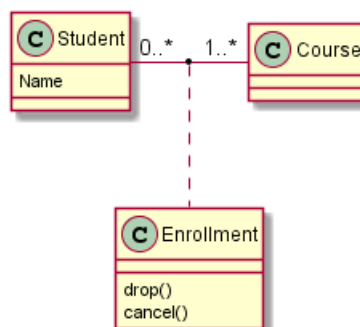 C Student
0..*
1..*
C Course
Name
C Enrollment
drop()
cancel()